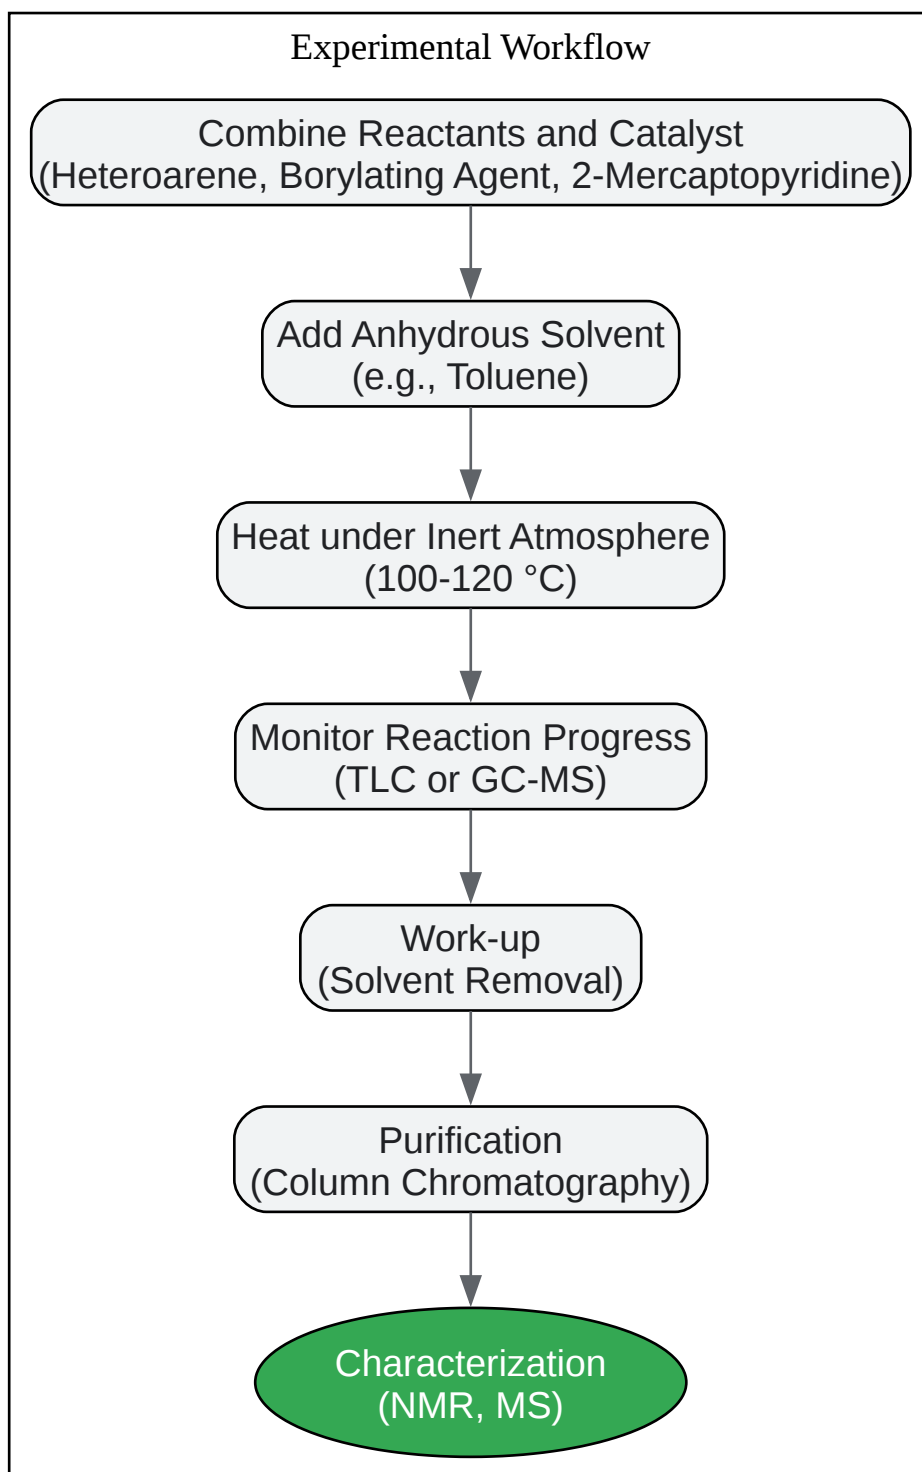 Experimental Workflow
Combine Reactants and Catalyst
(Heteroarene, Borylating Agent, 2-Mercaptopyridine)
Add Anhydrous Solvent
(e.g., Toluene)
Heat under Inert Atmosphere
(100-120 °C)
Monitor Reaction Progress
(TLC or GC-MS)
Work-up
(Solvent Removal)
Purification
(Column Chromatography)
Characterization
(NMR, MS)